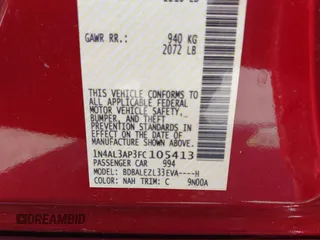 GAWR RR.: 940 KG
2072 LB
THIS VEHICLE CONFORMS TO ALL
APPLICABLE FEDERAL MOTOR VEHICLE SAFETY,
BUMPER, AND THEFT
PREVENTION STANDARDS IN EFFECT
ON THE DATE OF MANUFACTURE SHOWN ABOVE.
1N4AL3AP3FC105413
PASSENGER CAR 994
MODEL: BDBALEZL33EVA----H
COLOR: NAH TRIM: C 9N00A
© DREAMBID